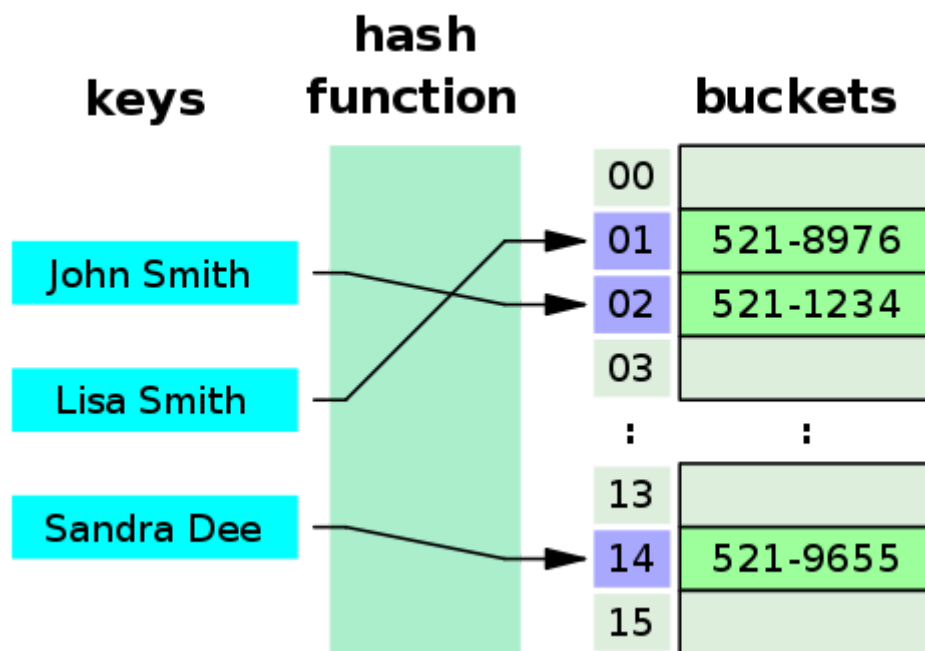 keys
hash
function
buckets
John Smith
Lisa Smith
Sandra Dee
00
01 521-8976
02 521-1234
03
: :
13
14 521-9655
15